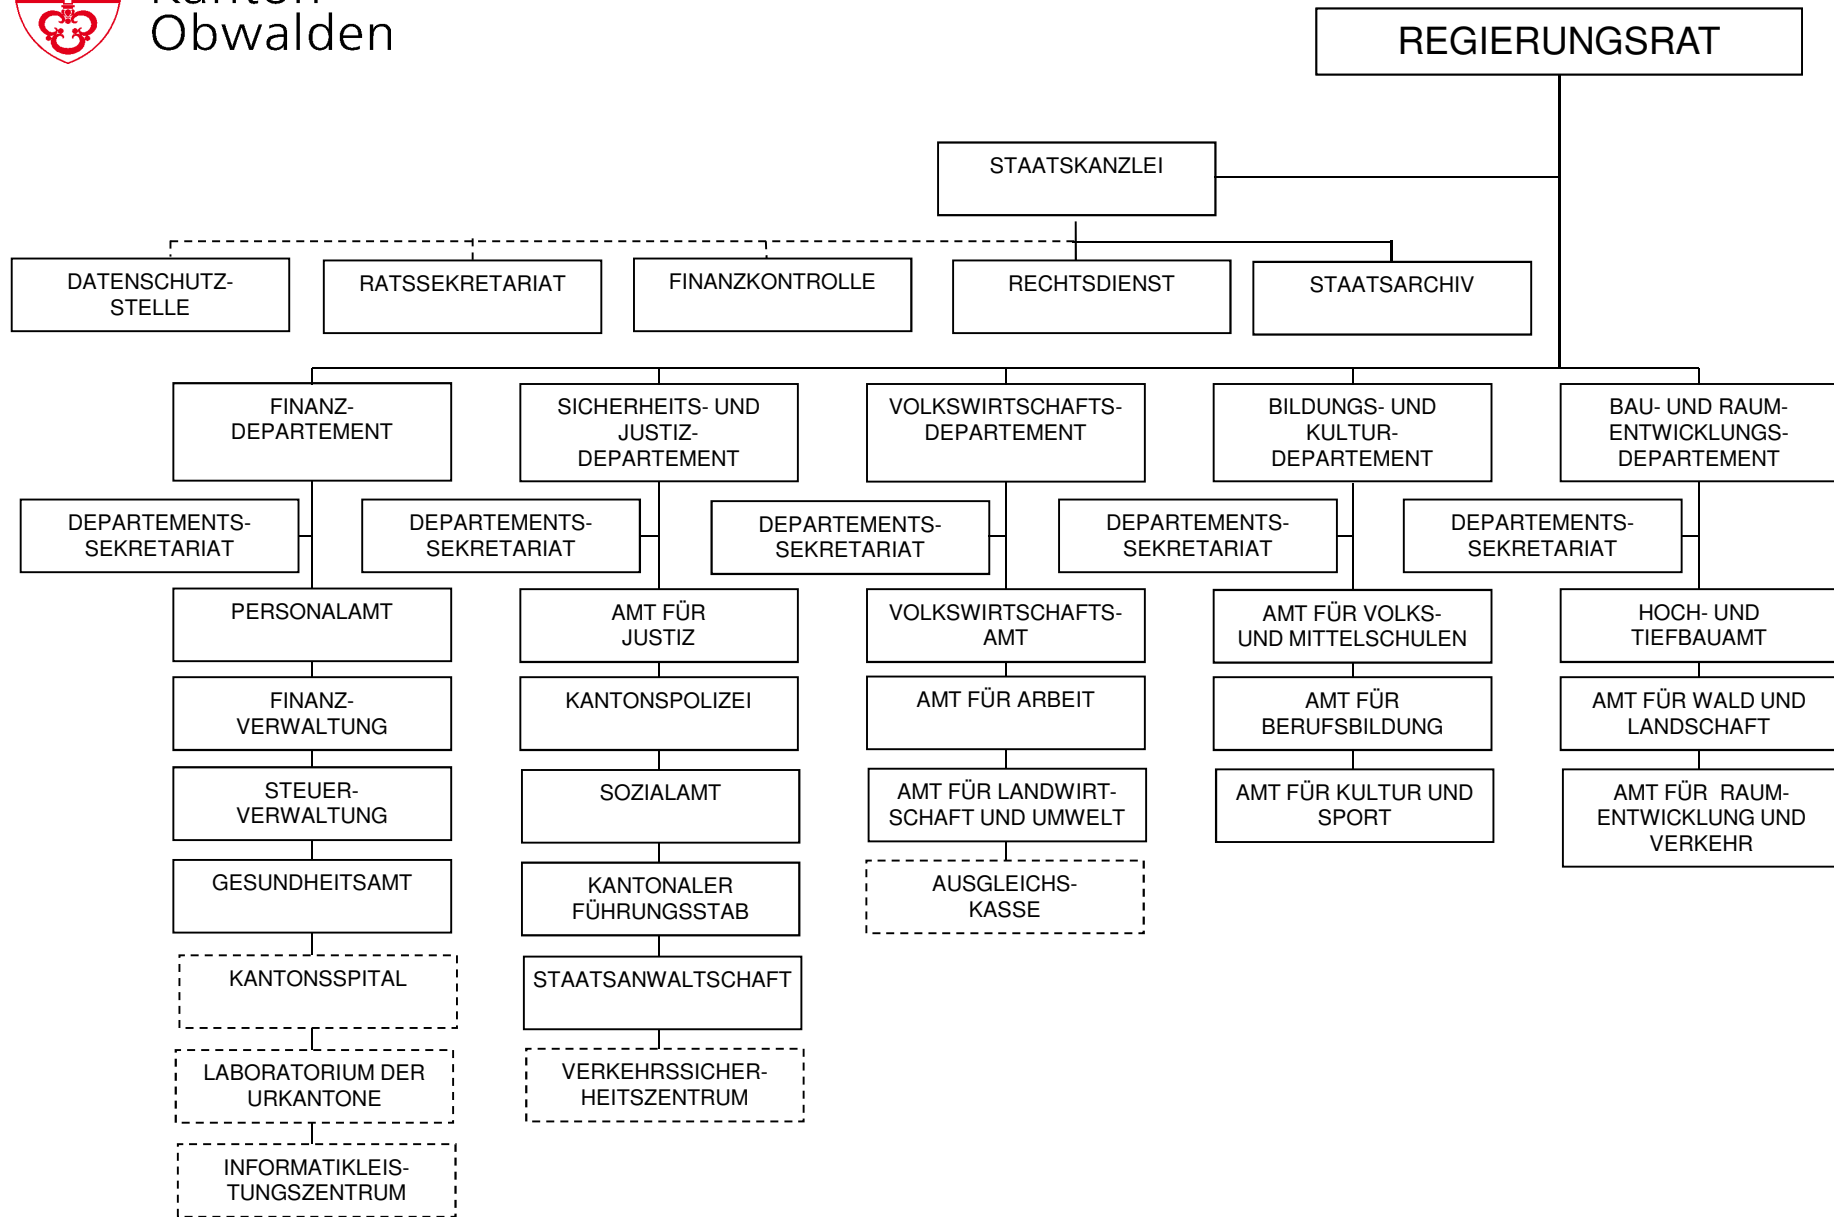 Kanton
Obwalden
REGIERUNGSRAT
STAATSKANZLEI
DATENSCHUTZ-
STELLE
RATSSEKRETARIAT
FINANZKONTROLLE
RECHTSDIENST
STAATSARCHIV
FINANZ-
DEPARTEMENT
SICHERHEITS- UND
JUSTIZ-
DEPARTEMENT
VOLKSWIRTSCHAFTS-
DEPARTEMENT
BILDUNGS- UND
KULTUR-
DEPARTEMENT
BAU- UND RAUM-
ENTWICKLUNGS-
DEPARTEMENT
DEPARTEMENTS-
SEKRETARIAT
DEPARTEMENTS-
SEKRETARIAT
DEPARTEMENTS-
SEKRETARIAT
DEPARTEMENTS-
SEKRETARIAT
DEPARTEMENTS-
SEKRETARIAT
PERSONALAMT
AMT FÜR
JUSTIZ
VOLKSWIRTSCHAFTS-
AMT
AMT FÜR VOLKS-
UND MITTELSCHULEN
HOCH- UND
TIEFBAUAMT
FINANZ-
VERWALTUNG
KANTONSPOLIZEI
AMT FÜR ARBEIT
AMT FÜR
BERUFSBILDUNG
AMT FÜR WALD UND
LANDSCHAFT
STEUER-
VERWALTUNG
SOZIALAMT
AMT FÜR LANDWIRT-
SCHAFT UND UMWELT
AMT FÜR KULTUR UND
SPORT
AMT FÜR RAUM-
ENTWICKLUNG UND
VERKEHR
GESUNDHEITSAMT
KANTONALER
FÜHRUNGSSTAB
AUSGLEICHS-
KASSE
KANTONSSPITAL
STAATSANWALTSCHAFT
LABORATORIUM DER
URKANTONE
VERKEHRSSICHER-
HEITSZENTRUM
INFORMATIKLEIS-
TUNGSZENTRUM